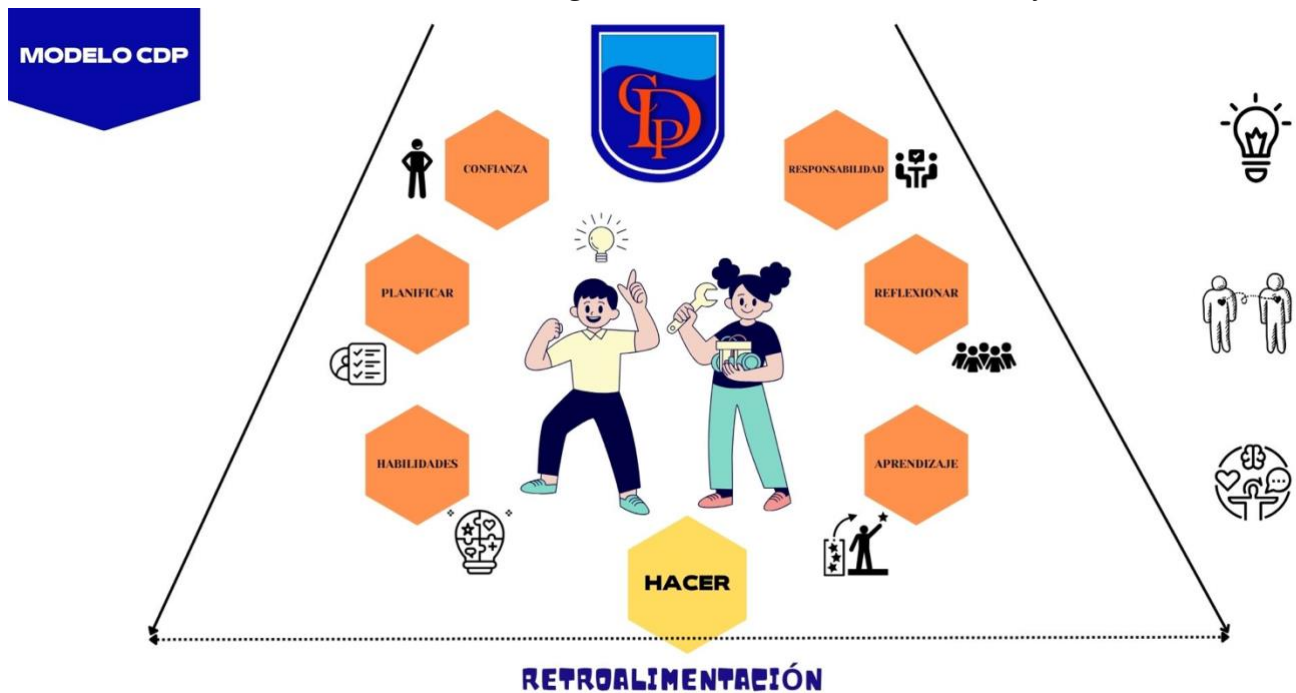 MODELO CDP
CDP
CONFIANZA
RESPONSABILIDAD
PLANIFICAR
REFLEXIONAR
HABILIDADES
APRENDIZAJE
HACER
RETROALIMENTACIÓN